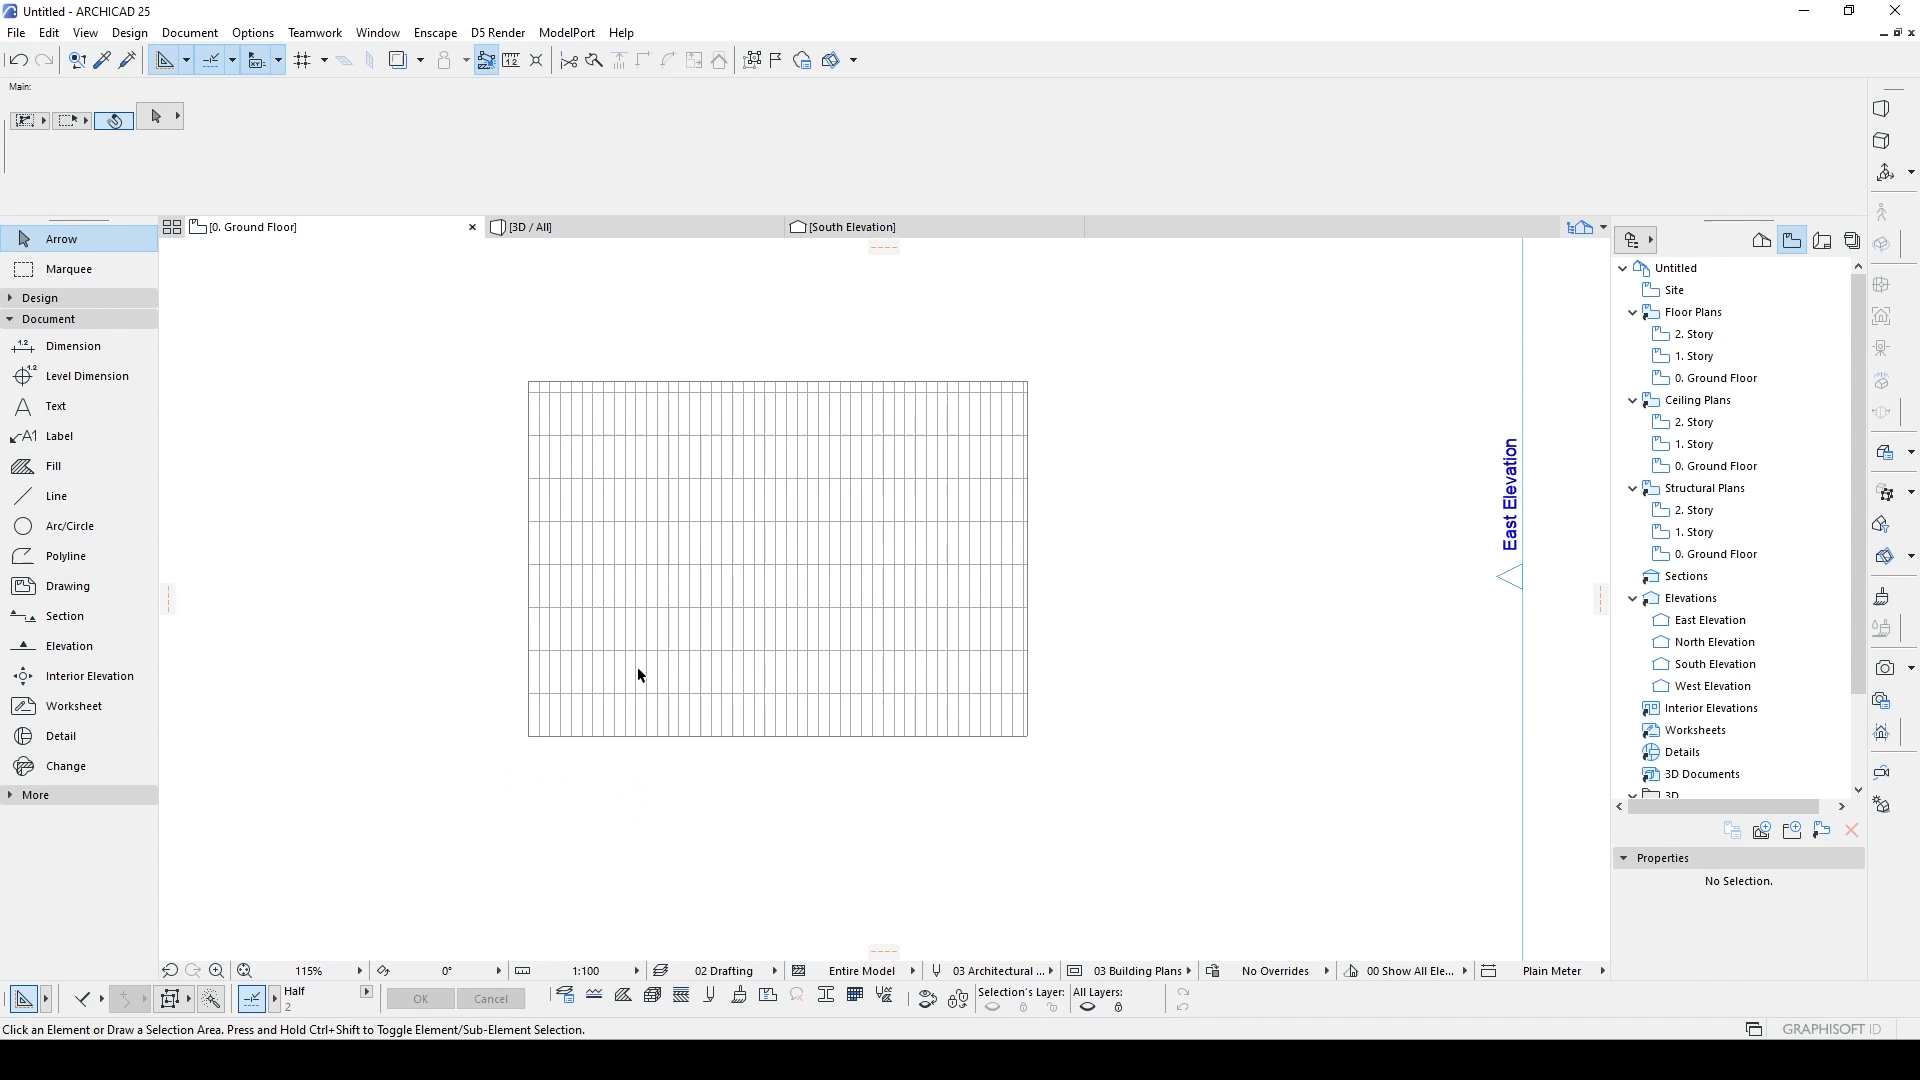 Untitled - ARCHICAD 25
File Edit View Design Document Options Teamwork Window Enscape D5 Render ModelPort Help
Main:
[0. Ground Floor]
[3D / All]
[South Elevation]
Arrow
Marquee
Design
Document
Dimension
Level Dimension
Text
Label
Fill
Line
Arc/Circle
Polyline
Drawing
Section
Elevation
Interior Elevation
Worksheet
Detail
Change
More
East Elevation
Untitled
Site
Floor Plans
2. Story
1. Story
0. Ground Floor
Ceiling Plans
2. Story
1. Story
0. Ground Floor
Structural Plans
2. Story
1. Story
0. Ground Floor
Sections
Elevations
East Elevation
North Elevation
South Elevation
West Elevation
Interior Elevations
Worksheets
Details
3D Documents
3D
Properties
No Selection.
115% 0° 1:100 02 Drafting Entire Model 03 Architectural ... 03 Building Plans No Overrides 00 Show All Ele... Plain Meter
Half
2
OK Cancel
Selection's Layer: All Layers:
Click an Element or Draw a Selection Area. Press and Hold Ctrl+Shift to Toggle Element/Sub-Element Selection.
GRAPHISOFT ID